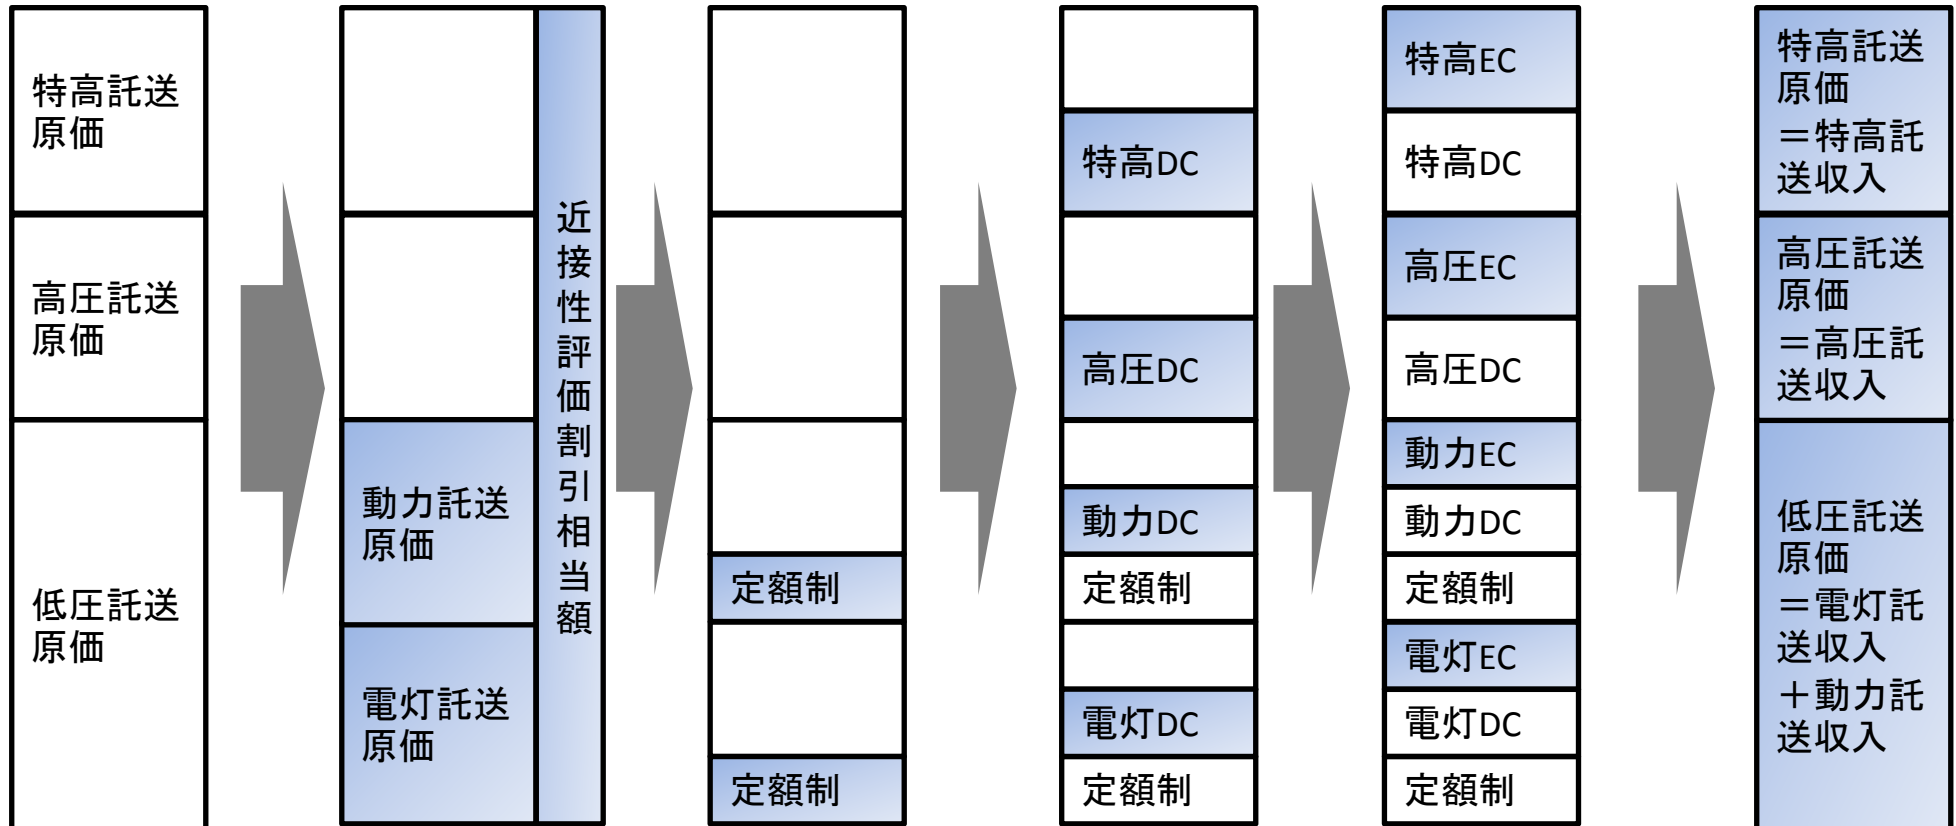 特高託送
原価
高圧託送
原価
低圧託送
原価
動力託送
原価
電灯託送
原価
近接性評価割引相当額
定額制
定額制
特高DC
高圧DC
動力DC
定額制
電灯DC
定額制
特高EC
特高DC
高圧EC
高圧DC
動力EC
動力DC
定額制
電灯EC
電灯DC
定額制
特高託送
原価
＝特高託
送収入
高圧託送
原価
＝高圧託
送収入
低圧託送
原価
＝電灯託
送収入
＋動力託
送収入